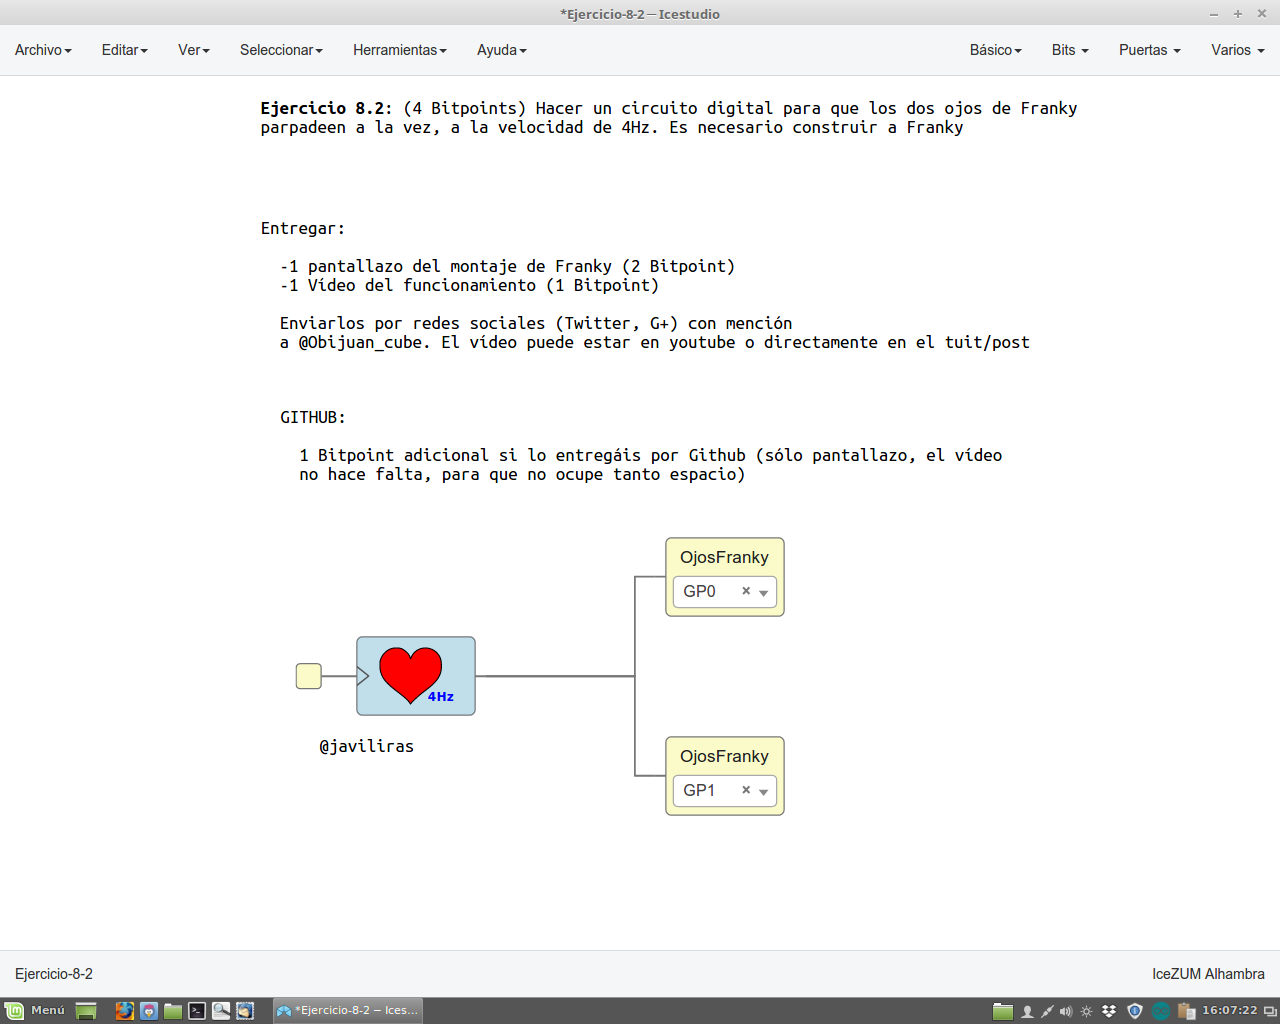 *Ejercicio-8-2 — Icestudio
Archivo Editar Ver Seleccionar Herramientas Ayuda Básico Bits Puertas Varios
Ejercicio 8.2: (4 Bitpoints) Hacer un circuito digital para que los dos ojos de Franky
parpadeen a la vez, a la velocidad de 4Hz. Es necesario construir a Franky
Entregar:
-1 pantallazo del montaje de Franky (2 Bitpoint)
-1 Vídeo del funcionamiento (1 Bitpoint)
Enviarlos por redes sociales (Twitter, G+) con mención
a @Obijuan_cube. El vídeo puede estar en youtube o directamente en el tuit/post
GITHUB:
1 Bitpoint adicional si lo entregáis por Github (sólo pantallazo, el vídeo
no hace falta, para que no ocupe tanto espacio)
OjosFranky
GP0
4Hz
@javiliras
OjosFranky
GP1
Ejercicio-8-2 IceZUM Alhambra
Menú *Ejercicio-8-2 — Ices... 16:07:22